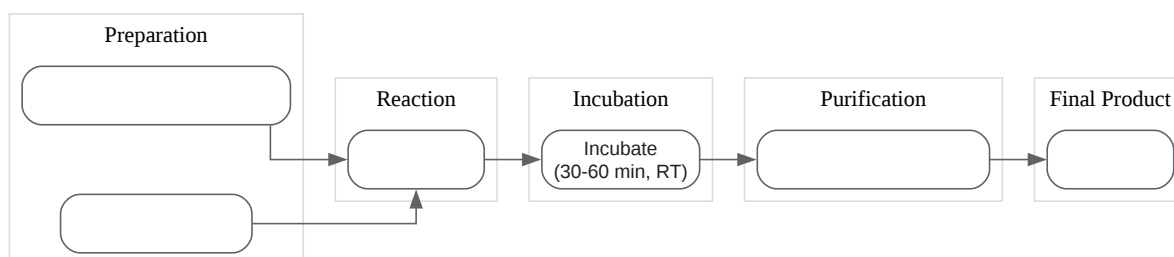 Preparation
Reaction
Incubation
Purification
Final Product
Incubate
(30-60 min, RT)